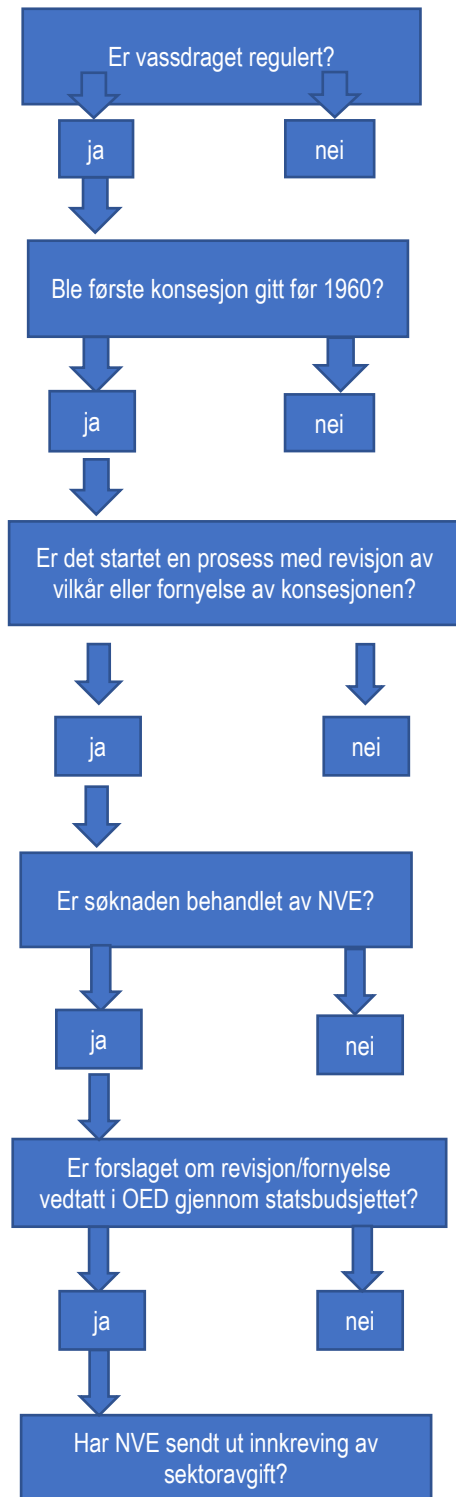 Er vassdraget regulert?
ja
nei
Ble første konsesjon gitt før 1960?
ja
nei
Er det startet en prosess med revisjon av
vilkår eller fornyelse av konsesjonen?
ja
nei
Er søknaden behandlet av NVE?
ja
nei
Er forslaget om revisjon/fornyelse
vedtatt i OED gjennom statsbudsjettet?
ja
nei
Har NVE sendt ut innkreving av
sektoravgift?